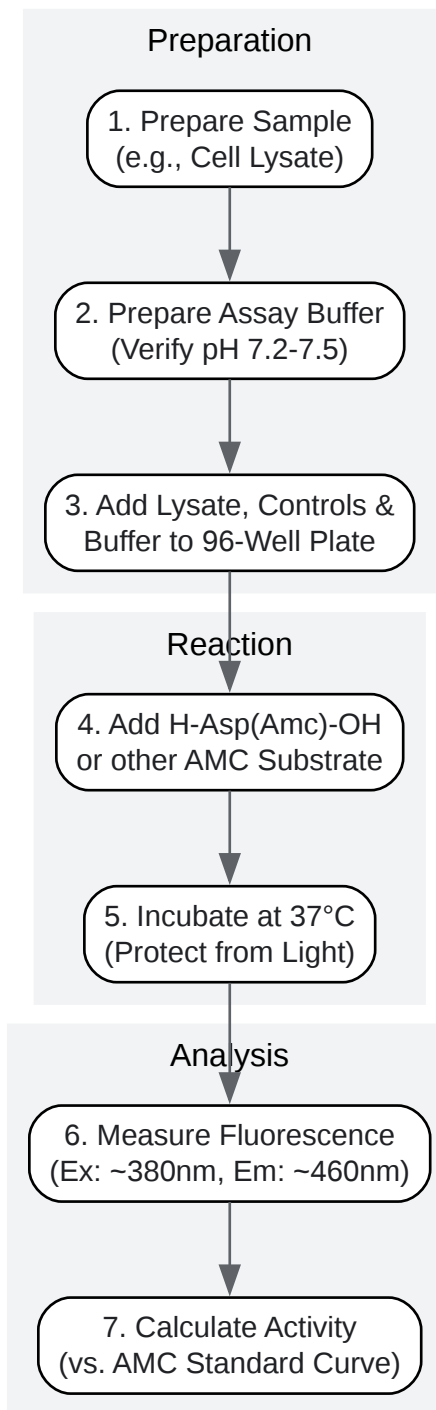 Preparation
1. Prepare Sample
(e.g., Cell Lysate)
2. Prepare Assay Buffer
(Verify pH 7.2-7.5)
3. Add Lysate, Controls &
Buffer to 96-Well Plate
Reaction
4. Add H-Asp(Amc)-OH
or other AMC Substrate
5. Incubate at 37°C
(Protect from Light)
Analysis
6. Measure Fluorescence
(Ex: ~380nm, Em: ~460nm)
7. Calculate Activity
(vs. AMC Standard Curve)